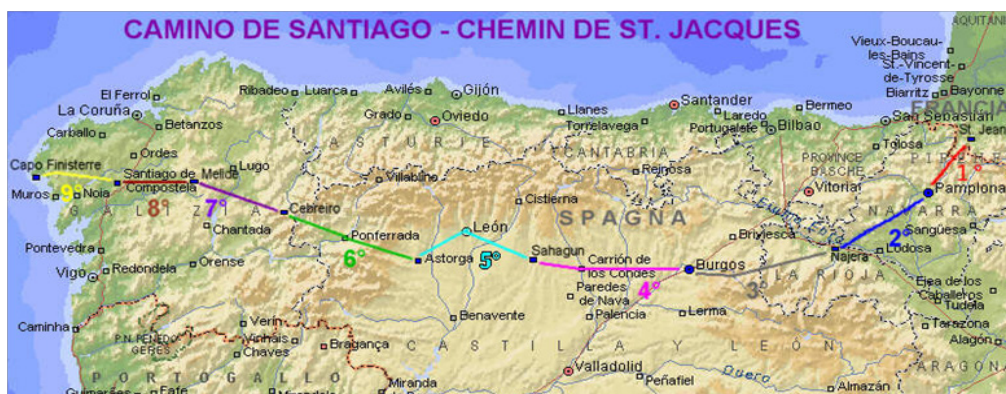 CAMINO DE SANTIAGO - CHEMIN DE ST. JACQUES
AQUITANI
Vieux-Boucau-
les-Bains
St.-Vincent-
de-Tyrosse
Biarritz
Bayonne
FRANCIA
San Sebastián
St. Jean
El Ferrol
La Coruña
Carballo
Betanzos
Ribadeo
Luarca
Avilés
Gijón
Grado
Oviedo
Llanes
Torrelavega
Santander
Laredo
Portugalete
Bermeo
Bilbao
Tolosa
ASTURIE
CANTABRIA
PROVINCE
BASCHE
Ordes
Lugo
Capo Finisterre
Santiago de
Compostela
Melide
Villablino
Reinosa
Vitoria
Pamplona
1°
Muros
Noia
9°
8°
7°
GALIZIA
Cebreiro
Cistierna
SPAGNA
NAVARRA
Chantada
Ponferrada
León
Briviesca
2°
Sangüesa
Pontevedra
6°
Astorga
5°
Sahagun
Carrión de
los Condes
Burgos
Najera
Lodosa
Vigo
Redondela
Orense
4°
3°
LA RIOJA
Ejea de los
Caballeros
Paredes
de Nava
Tudela
Caminha
Verín
Benavente
Palencia
Lerma
Tarazona
P.N. PENEDO
GERES
Vinhais
Chaves
Bragança
CASTILLA Y LEÓN
Alagón
ARAGON
PORTOGALLO
Valladolid
Duero
Miranda
Peñafiel
Almazán
Guimarães
Fafe